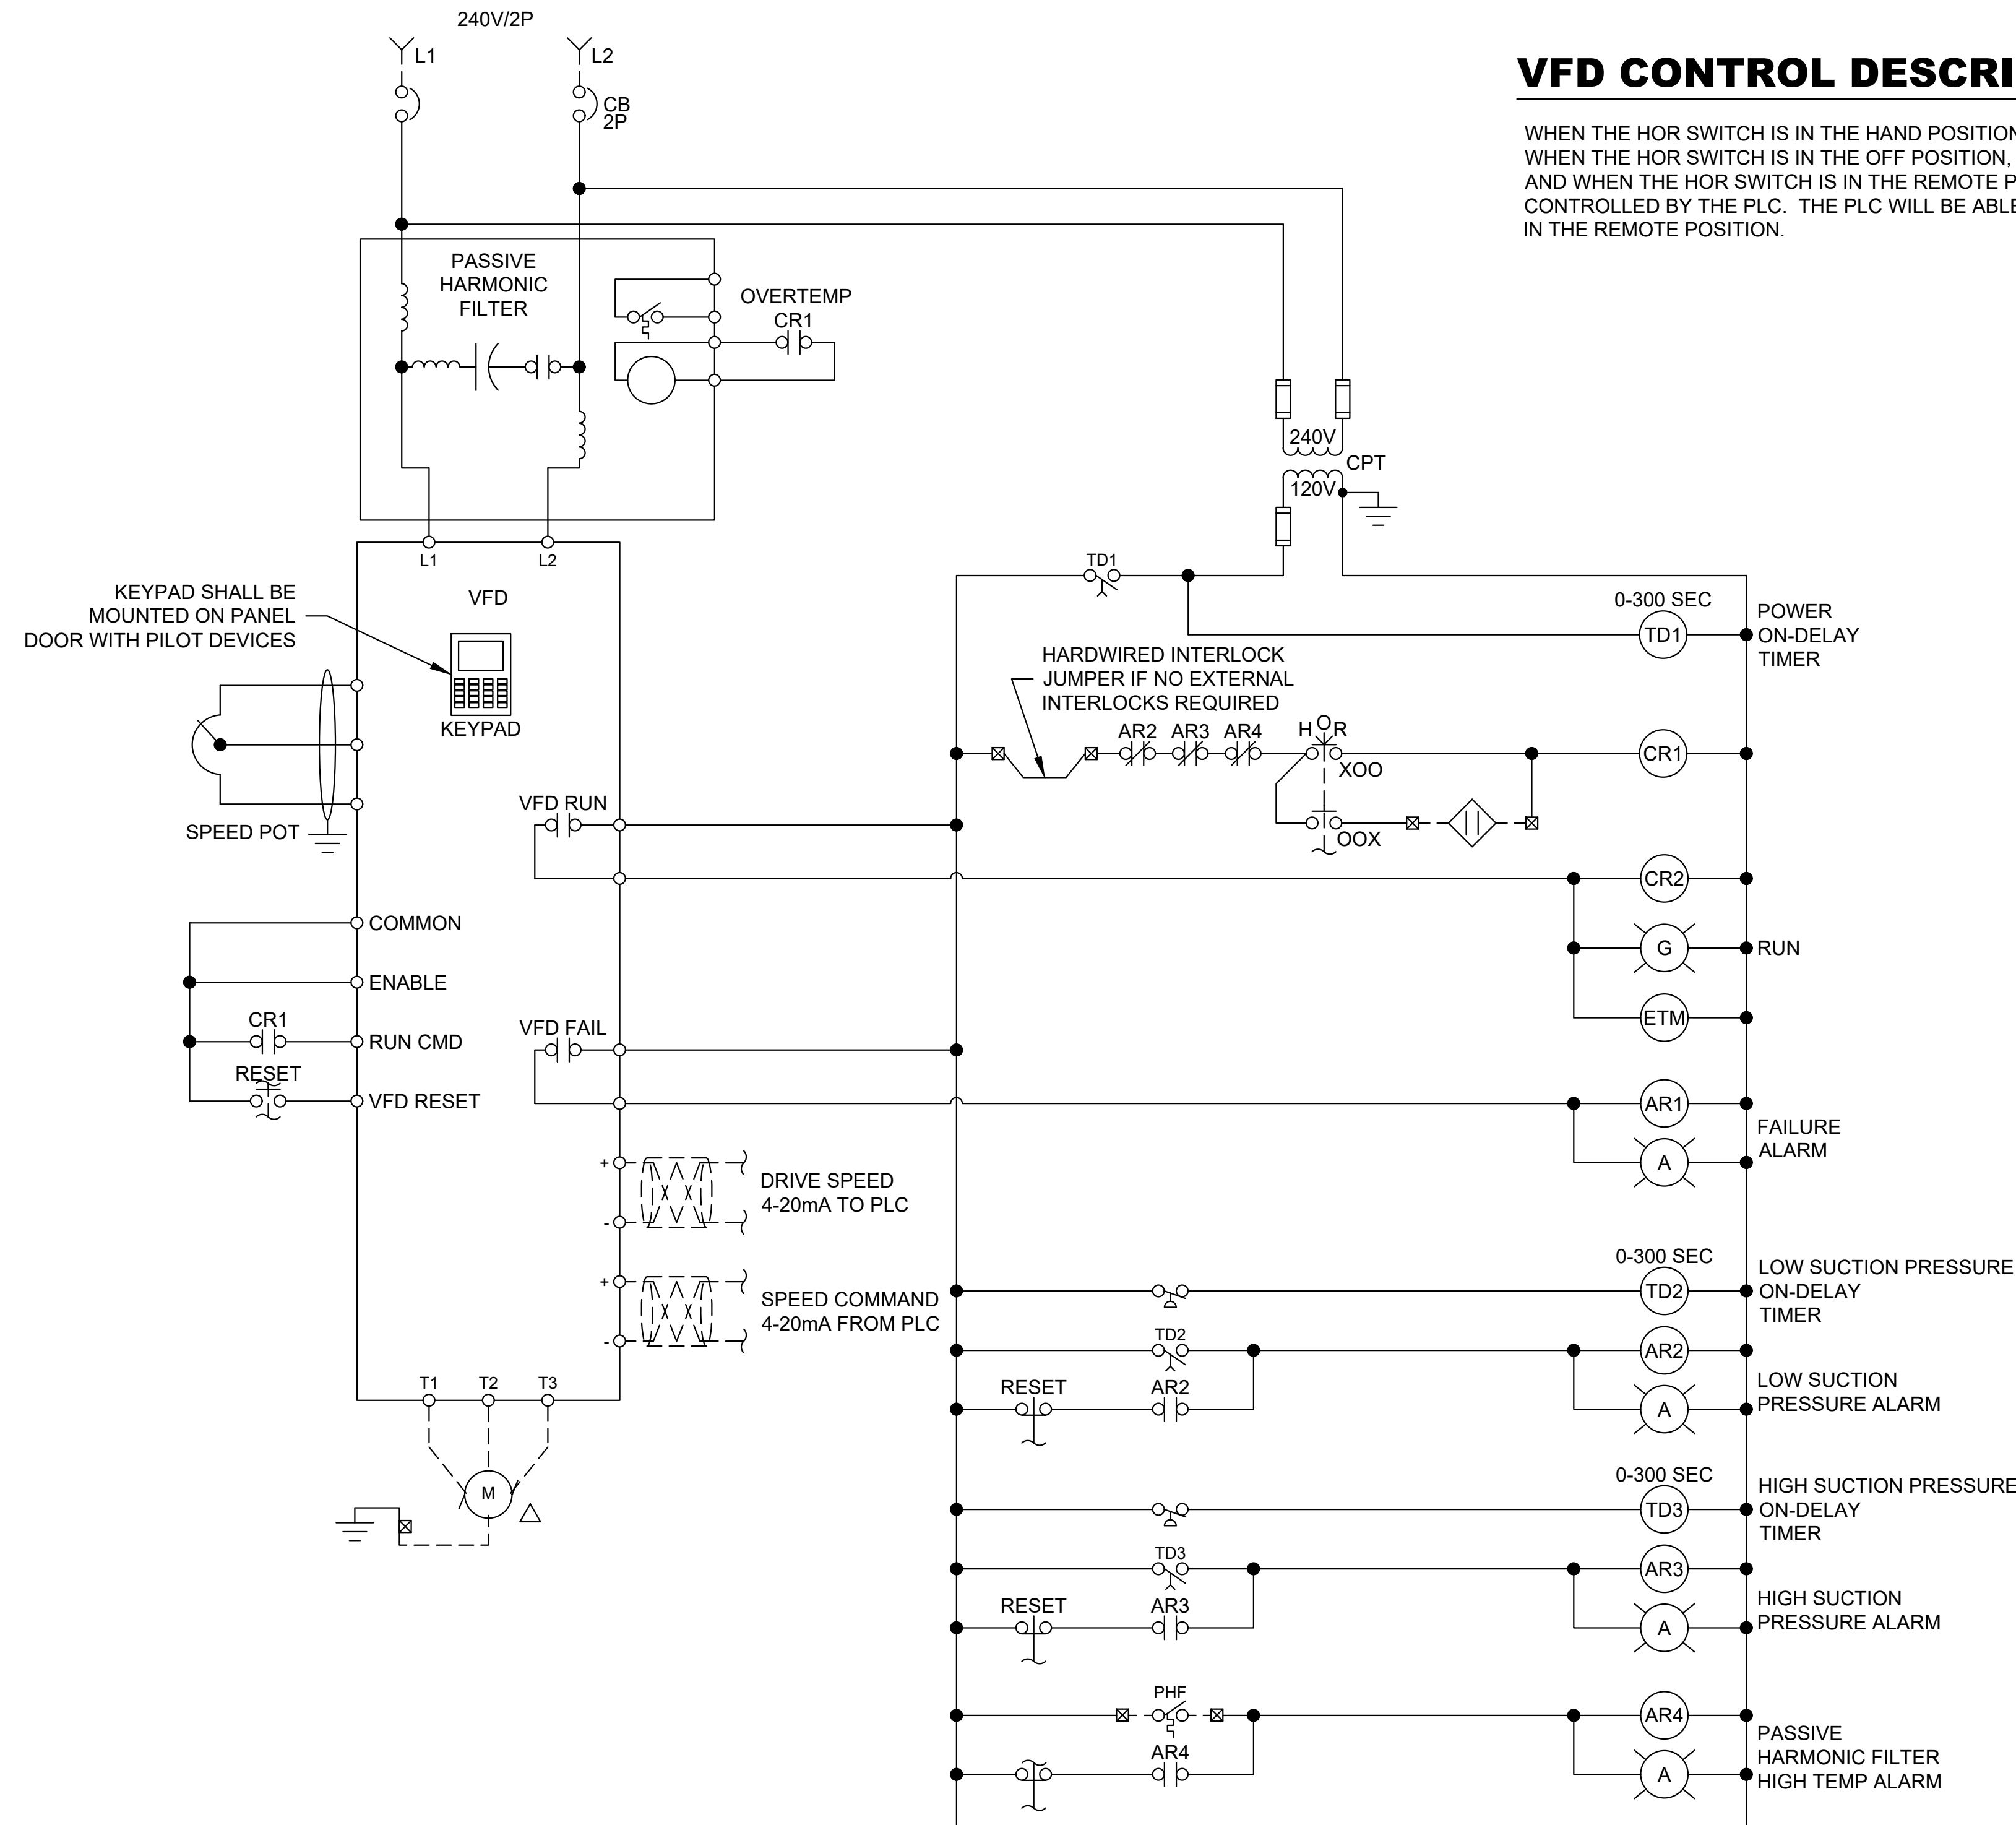 240V/2P
L1
L2
CB
2P
VFD CONTROL DESCRI
WHEN THE HOR SWITCH IS IN THE HAND POSITION
WHEN THE HOR SWITCH IS IN THE OFF POSITION,
AND WHEN THE HOR SWITCH IS IN THE REMOTE P
CONTROLLED BY THE PLC.  THE PLC WILL BE ABLE
IN THE REMOTE POSITION.
PASSIVE
HARMONIC
FILTER
OVERTEMP
CR1
240V
CPT
120V
L1
L2
VFD
KEYPAD SHALL BE
MOUNTED ON PANEL
DOOR WITH PILOT DEVICES
KEYPAD
SPEED POT
TD1
0-300 SEC
TD1
POWER
ON-DELAY
TIMER
HARDWIRED INTERLOCK
JUMPER IF NO EXTERNAL
INTERLOCKS REQUIRED
AR2
AR3
AR4
H
O
R
XOO
OOX
CR1
VFD RUN
CR2
G
RUN
ETM
COMMON
ENABLE
CR1
RUN CMD
RESET
VFD RESET
VFD FAIL
AR1
A
FAILURE
ALARM
+
-
DRIVE SPEED
4-20mA TO PLC
+
-
SPEED COMMAND
4-20mA FROM PLC
T1
T2
T3
M
0-300 SEC
TD2
LOW SUCTION PRESSURE
ON-DELAY
TIMER
TD2
AR2
RESET
AR2
A
LOW SUCTION
PRESSURE ALARM
0-300 SEC
TD3
HIGH SUCTION PRESSURE
ON-DELAY
TIMER
TD3
AR3
RESET
AR3
A
HIGH SUCTION
PRESSURE ALARM
PHF
AR4
AR4
A
PASSIVE
HARMONIC FILTER
HIGH TEMP ALARM